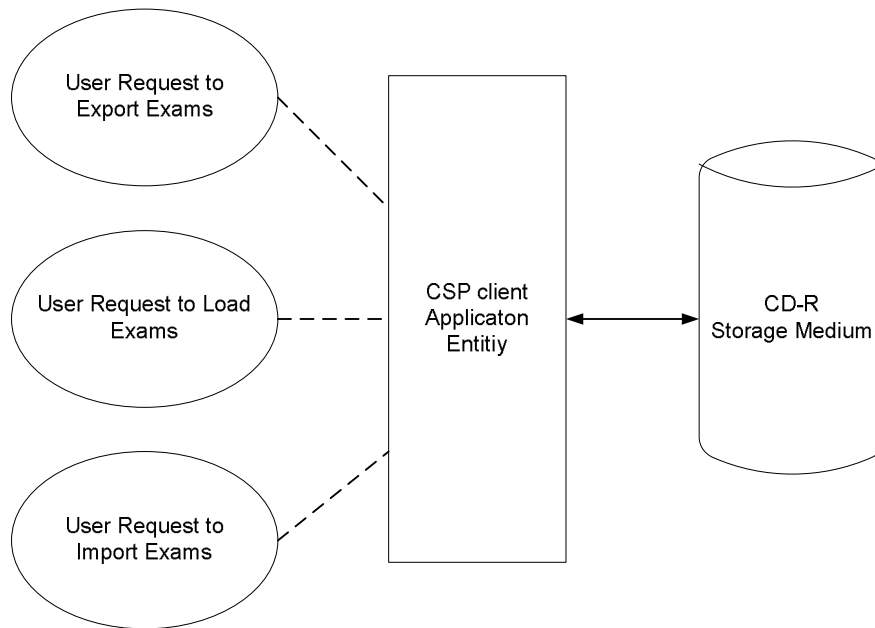 User Request to
Export Exams
User Request to Load
Exams
User Request to
Import Exams
CSP client
Applicaton
Entitiy
CD-R
Storage Medium